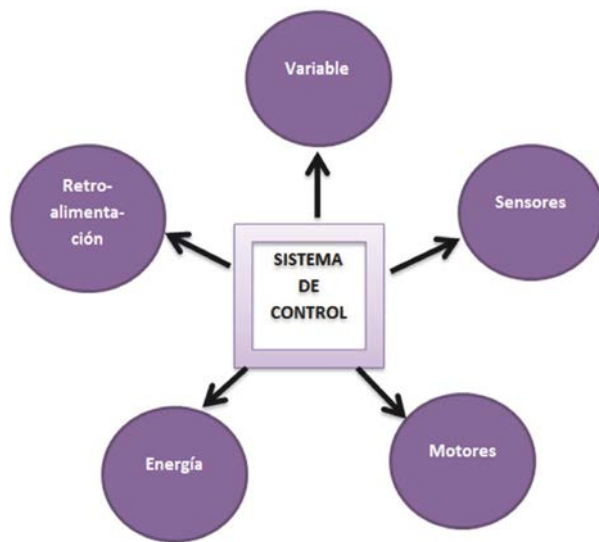 Variable
Retro-
alimenta-
ción
Sensores
SISTEMA
DE
CONTROL
Energía
Motores